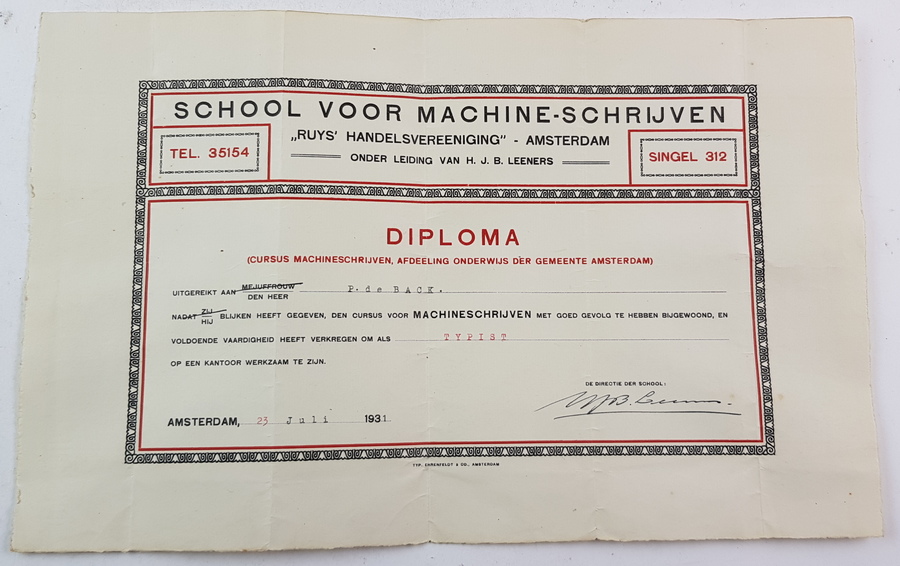 SCHOOL VOOR MACHINE-SCHRIJVEN
„RUYS' HANDELSVEREENIGING" - AMSTERDAM
ONDER LEIDING VAN H. J. B. LEENERS
TEL. 35154
SINGEL 312
DIPLOMA
(CURSUS MACHINESCHRIJVEN, AFDEELING ONDERWIJS DER GEMEENTE AMSTERDAM)
UITGEREIKT AAN MEJUFFROUW
DEN HEER P. de BACK.
NADAT ZIJ
HIJ BLIJKEN HEEFT GEGEVEN, DEN CURSUS VOOR MACHINESCHRIJVEN MET GOED GEVOLG TE HEBBEN BIJGEWOOND, EN
VOLDOENDE VAARDIGHEID HEEFT VERKREGEN OM ALS TYPIST
OP EEN KANTOOR WERKZAAM TE ZIJN.
DE DIRECTIE DER SCHOOL:
HJB. Leeners.
AMSTERDAM, 23 Juli 1931
TYP. EHRENFELDT & CO., AMSTERDAM